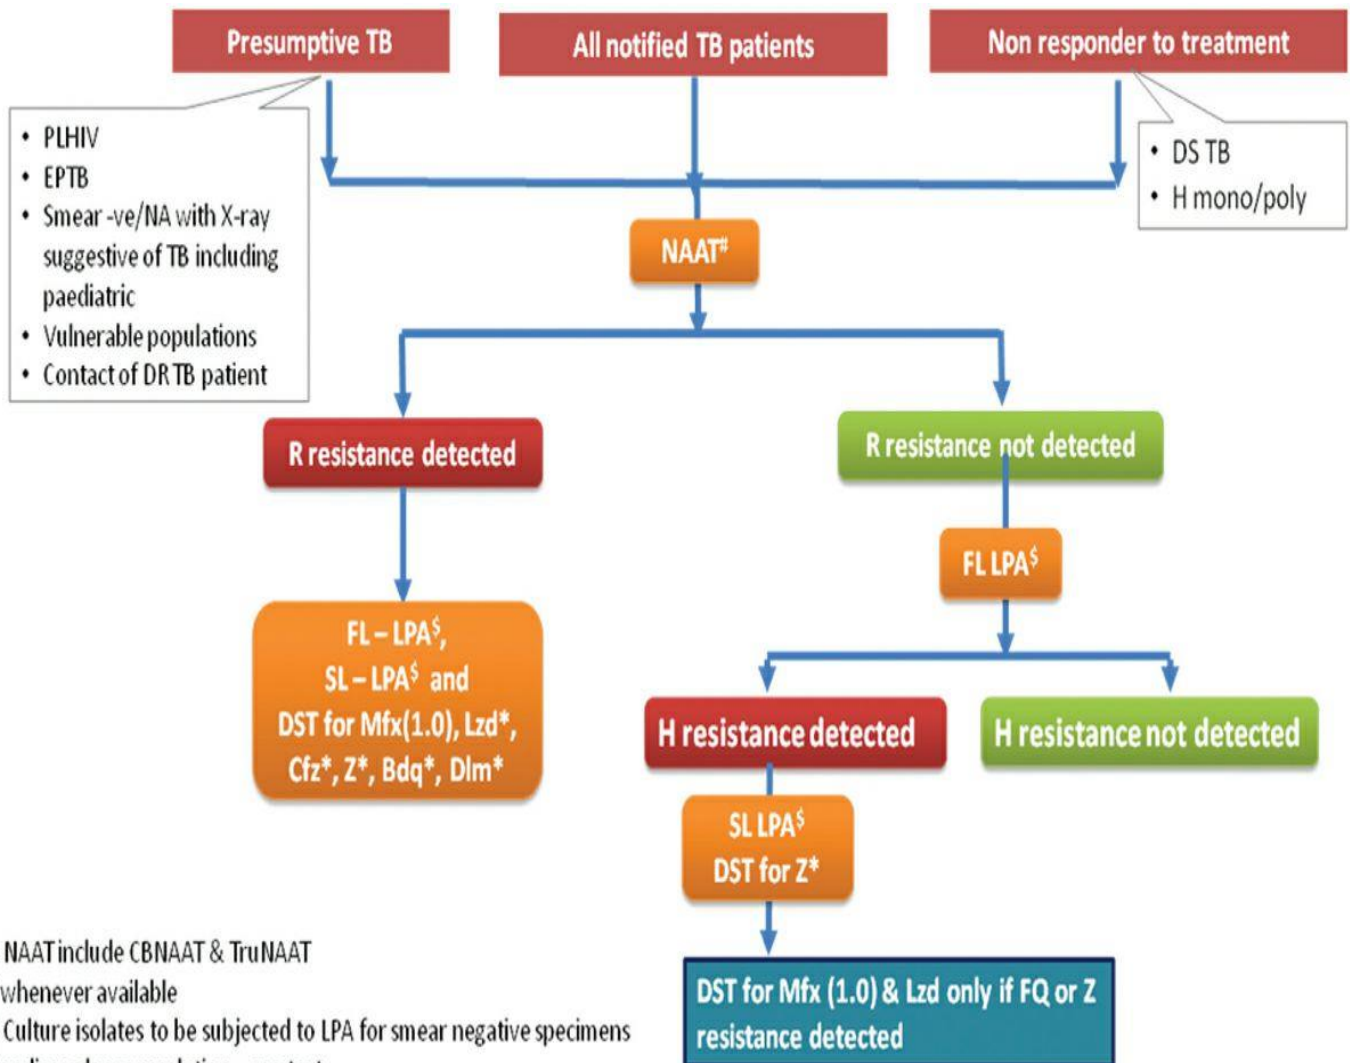 Presumptive TB
All notified TB patients
Non responder to treatment
• PLHIV
• EPTB
• Smear -ve/NA with X-ray
suggestive of TB including
paediatric
• Vulnerable populations
• Contact of DR TB patient
• DS TB
• H mono/poly
NAAT#
R resistance detected
R resistance not detected
FL LPA$
FL – LPA$,
SL – LPA$ and
DST for Mfx(1.0), Lzd*,
Cfz*, Z*, Bdq*, Dlm*
H resistance detected
H resistance not detected
SL LPA$
DST for Z*
NAAT include CBNAAT & TruNAAT
whenever available
Culture isolates to be subjected to LPA for smear negative specimens
DST for Mfx (1.0) & Lzd only if FQ or Z
resistance detected